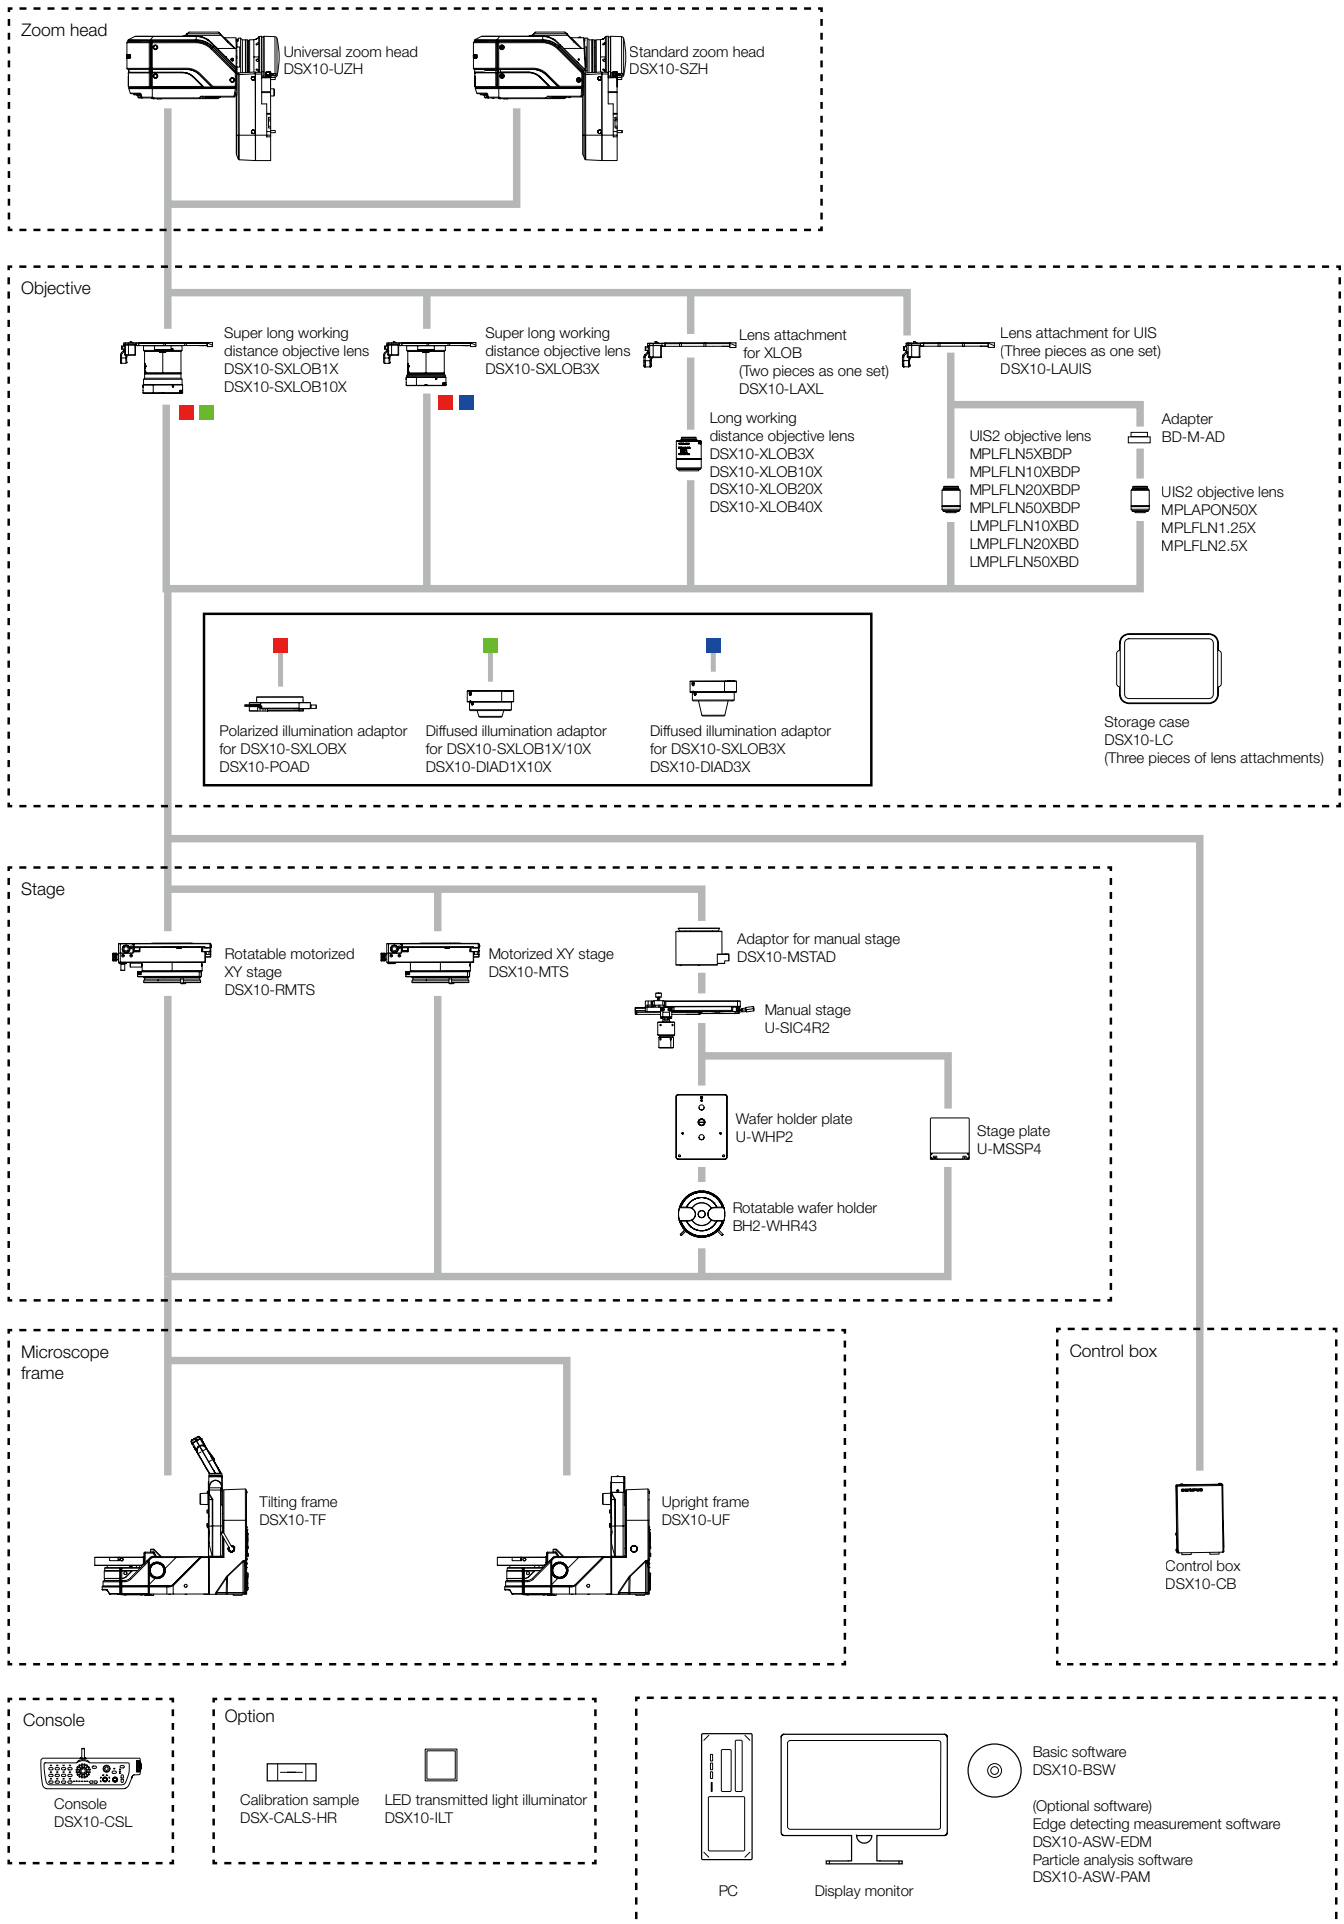 Zoom head
Universal zoom head
DSX10-UZH
Standard zoom head
DSX10-SZH
Objective
Super long working
distance objective lens
DSX10-SXLOB1X
DSX10-SXLOB10X
Super long working
distance objective lens
DSX10-SXLOB3X
Lens attachment
for XLOB
(Two pieces as one set)
DSX10-LAXL
Lens attachment for UIS
(Three pieces as one set)
DSX10-LAUIS
Long working
distance objective lens
DSX10-XLOB3X
DSX10-XLOB10X
DSX10-XLOB20X
DSX10-XLOB40X
UIS2 objective lens
MPLFLN5XBDP
MPLFLN10XBDP
MPLFLN20XBDP
MPLFLN50XBDP
LMPLFLN10XBD
LMPLFLN20XBD
LMPLFLN50XBD
Adapter
BD-M-AD
UIS2 objective lens
MPLAPON50X
MPLFLN1.25X
MPLFLN2.5X
Polarized illumination adaptor
for DSX10-SXLOBX
DSX10-POAD
Diffused illumination adaptor
for DSX10-SXLOB1X/10X
DSX10-DIAD1X10X
Diffused illumination adaptor
for DSX10-SXLOB3X
DSX10-DIAD3X
Storage case
DSX10-LC
(Three pieces of lens attachments)
Stage
Rotatable motorized
XY stage
DSX10-RMTS
Motorized XY stage
DSX10-MTS
Adaptor for manual stage
DSX10-MSTAD
Manual stage
U-SIC4R2
Wafer holder plate
U-WHP2
Stage plate
U-MSSP4
Rotatable wafer holder
BH2-WHR43
Microscope
frame
Tilting frame
DSX10-TF
Upright frame
DSX10-UF
Control box
OLYMPUS
Control box
DSX10-CB
Console
Console
DSX10-CSL
Option
Calibration sample
DSX-CALS-HR
LED transmitted light illuminator
DSX10-ILT
PC
Display monitor
Basic software
DSX10-BSW
(Optional software)
Edge detecting measurement software
DSX10-ASW-EDM
Particle analysis software
DSX10-ASW-PAM